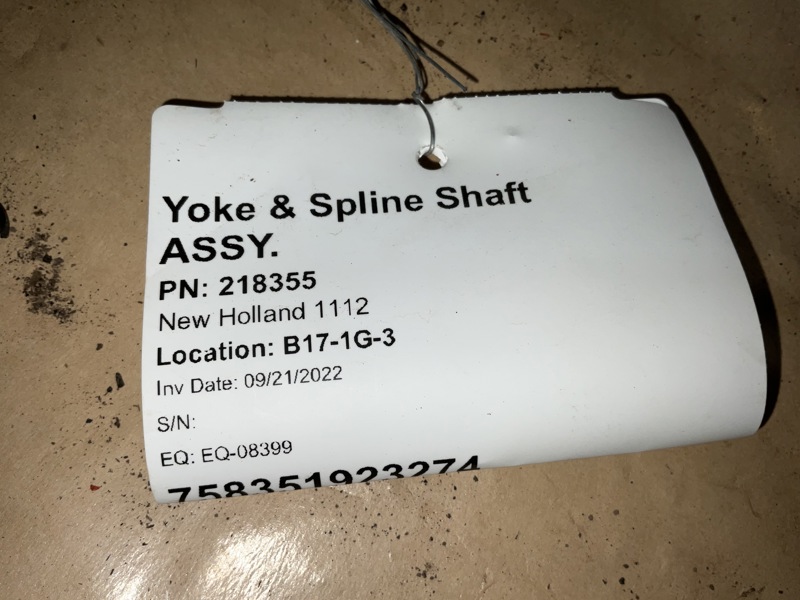 Yoke & Spline Shaft
ASSY.
PN: 218355
New Holland 1112
Location: B17-1G-3
Inv Date: 09/21/2022
S/N:
EQ: EQ-08399
758351923274